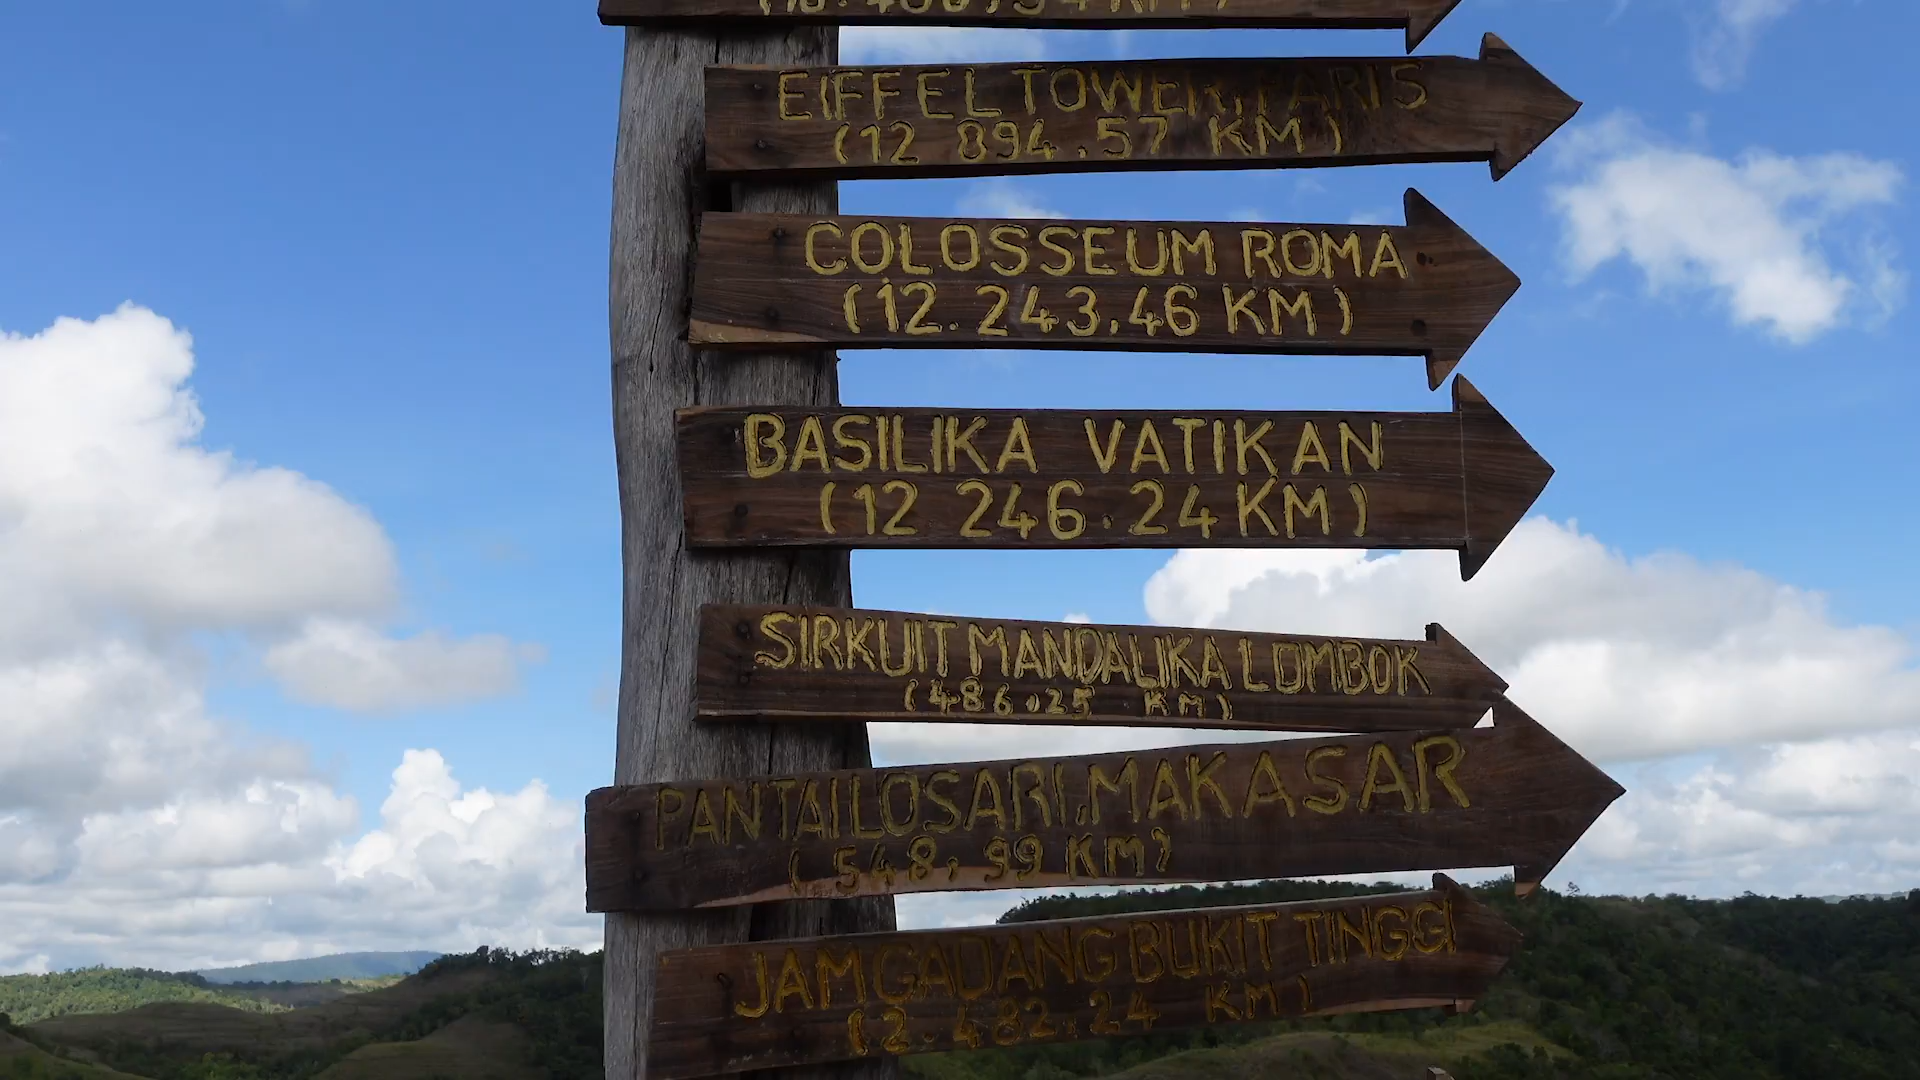 EIFFEL TOWER, PARIS
(12 894,57 KM)
COLOSSEUM ROMA
(12.243,46 KM)
BASILIKA VATIKAN
(12 246.24 KM)
SIRKUIT MANDALIKA LOMBOK
(486,25 KM)
PANTAI LOSARI, MAKASAR
(548,99 KM)
JAM GADANG BUKIT TINGGI
(2.482,24 KM)